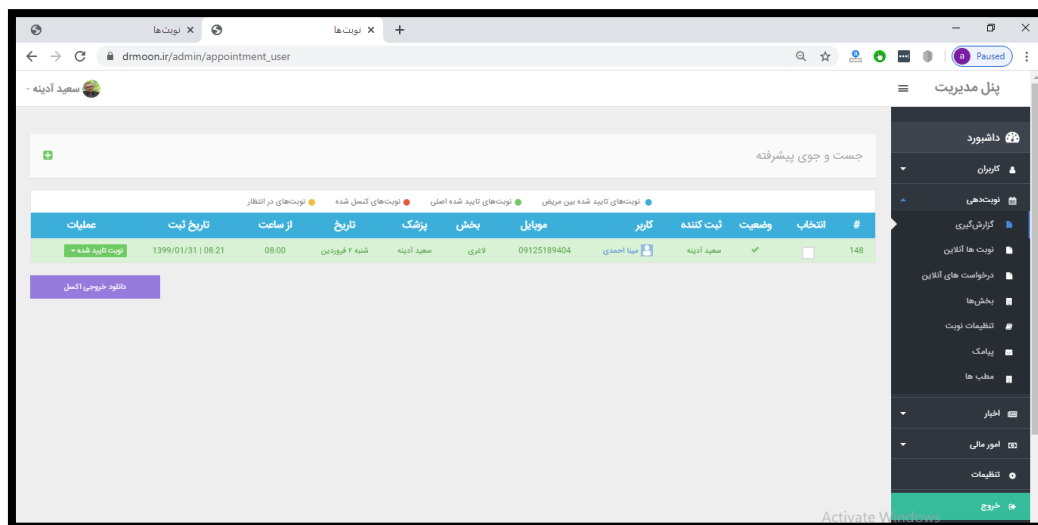 نوبت‌ها
نوبت‌ها
drmoon.ir/admin/appointment_user
a Paused
پنل مدیریت
سعید آدینه
داشبورد
کاربران
نوبت‌دهی
گزارش‌گیری
نوبت ها آنلاین
درخواست های آنلاین
بخش‌ها
تنظیمات نوبت
پیامک
مطب ها
اخبار
امور مالی
تنظیمات
خروج
جست و جوی پیشرفته
نوبت‌های تایید شده بین مریض نوبت‌های تایید شده اصلی نوبت‌های کنسل شده نوبت‌های در انتظار
# انتخاب وضعیت ثبت کننده کاربر موبایل بخش پزشک تاریخ از ساعت تاریخ ثبت عملیات
148 سعید آدینه مینا احمدی 09125189404 لاغری سعید آدینه شنبه ۲ فروردین 08:00 1399/01/31 | 08:21 نوبت تایید شده
دانلود خروجی اکسل
Activate Windows